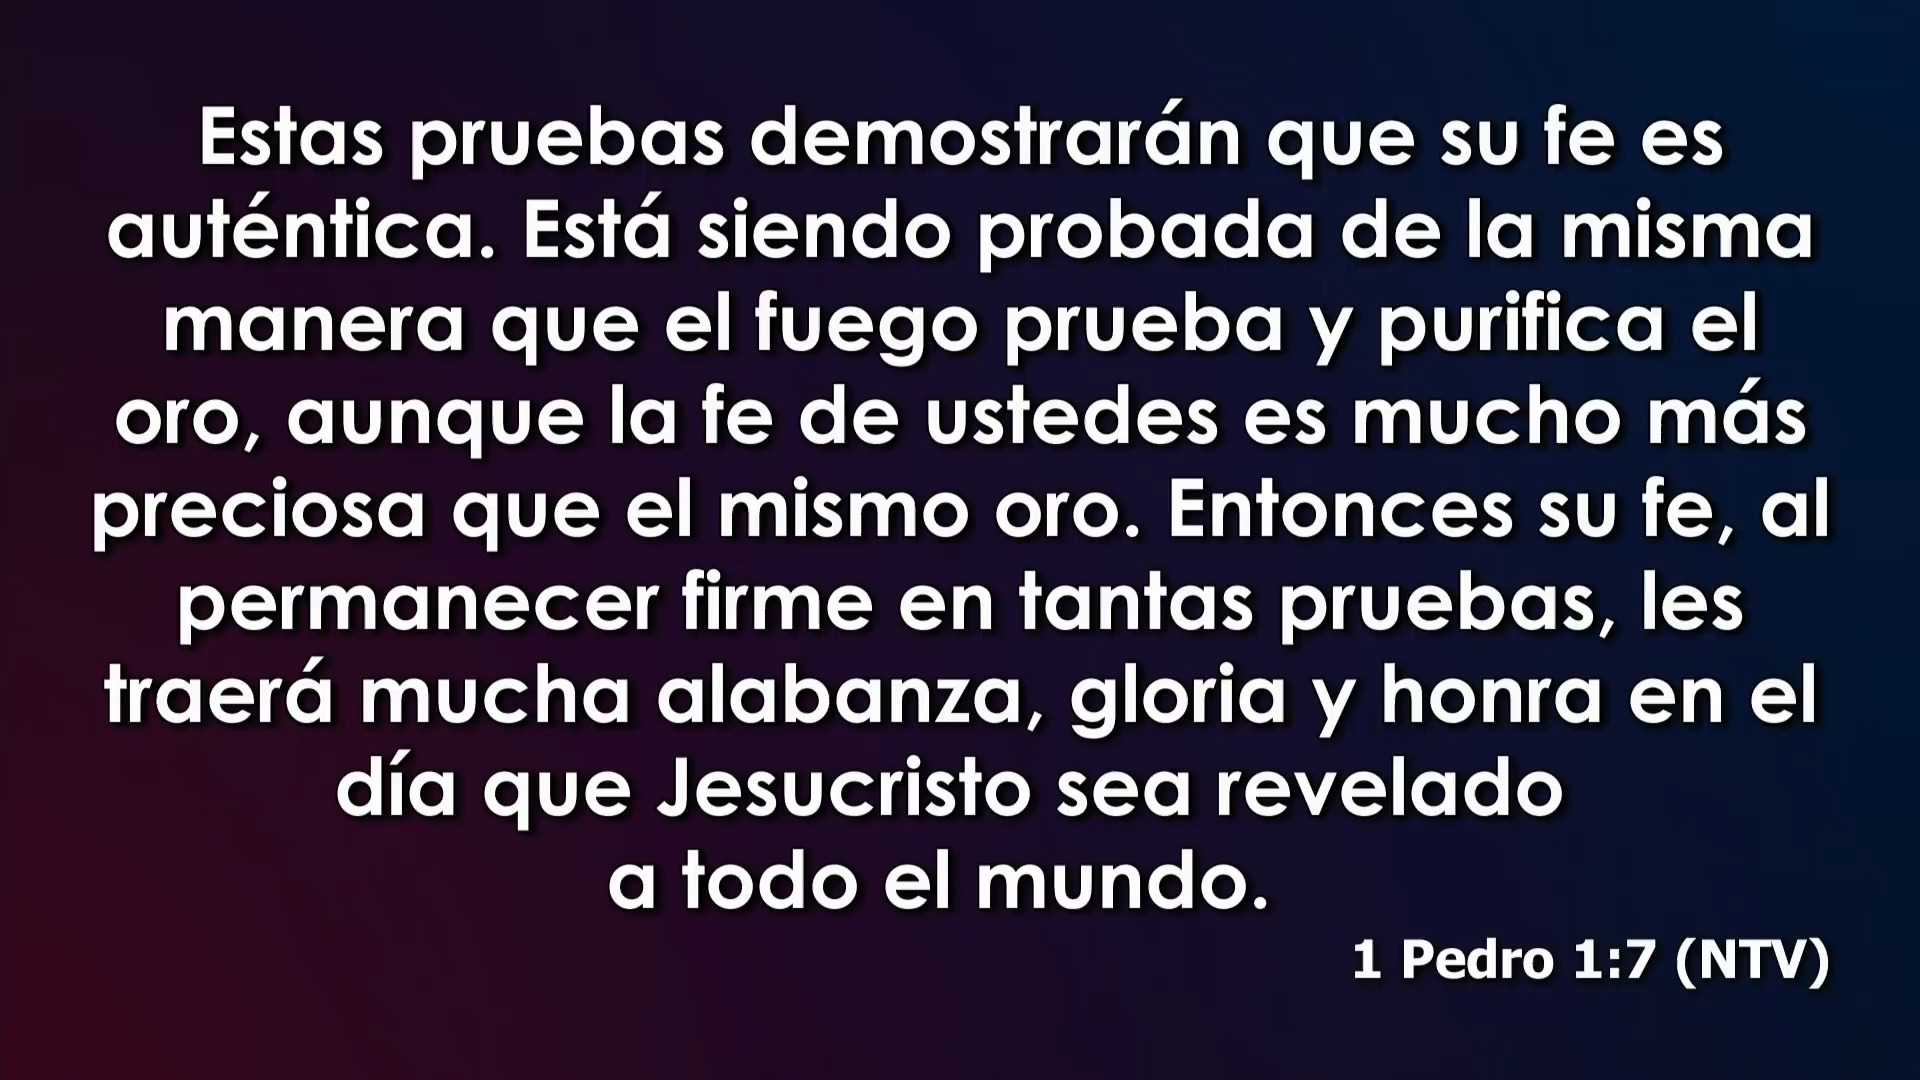 Estas pruebas demostrarán que su fe es
auténtica. Está siendo probada de la misma
manera que el fuego prueba y purifica el
oro, aunque la fe de ustedes es mucho más
preciosa que el mismo oro. Entonces su fe, al
permanecer firme en tantas pruebas, les
traerá mucha alabanza, gloria y honra en el
día que Jesucristo sea revelado
a todo el mundo.
1 Pedro 1:7 (NTV)